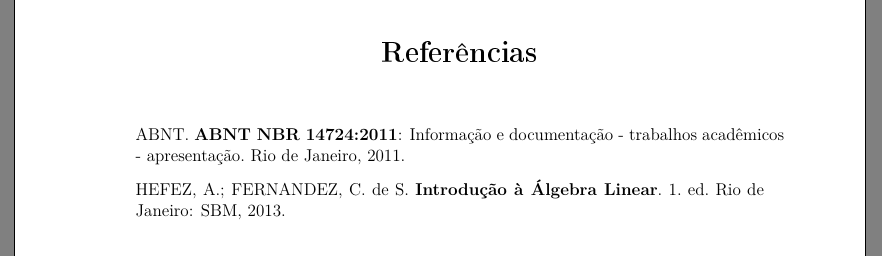 Referências
ABNT. ABNT NBR 14724:2011: Informação e documentação - trabalhos acadêmicos
- apresentação. Rio de Janeiro, 2011.
HEFEZ, A.; FERNANDEZ, C. de S. Introdução à Álgebra Linear. 1. ed. Rio de
Janeiro: SBM, 2013.